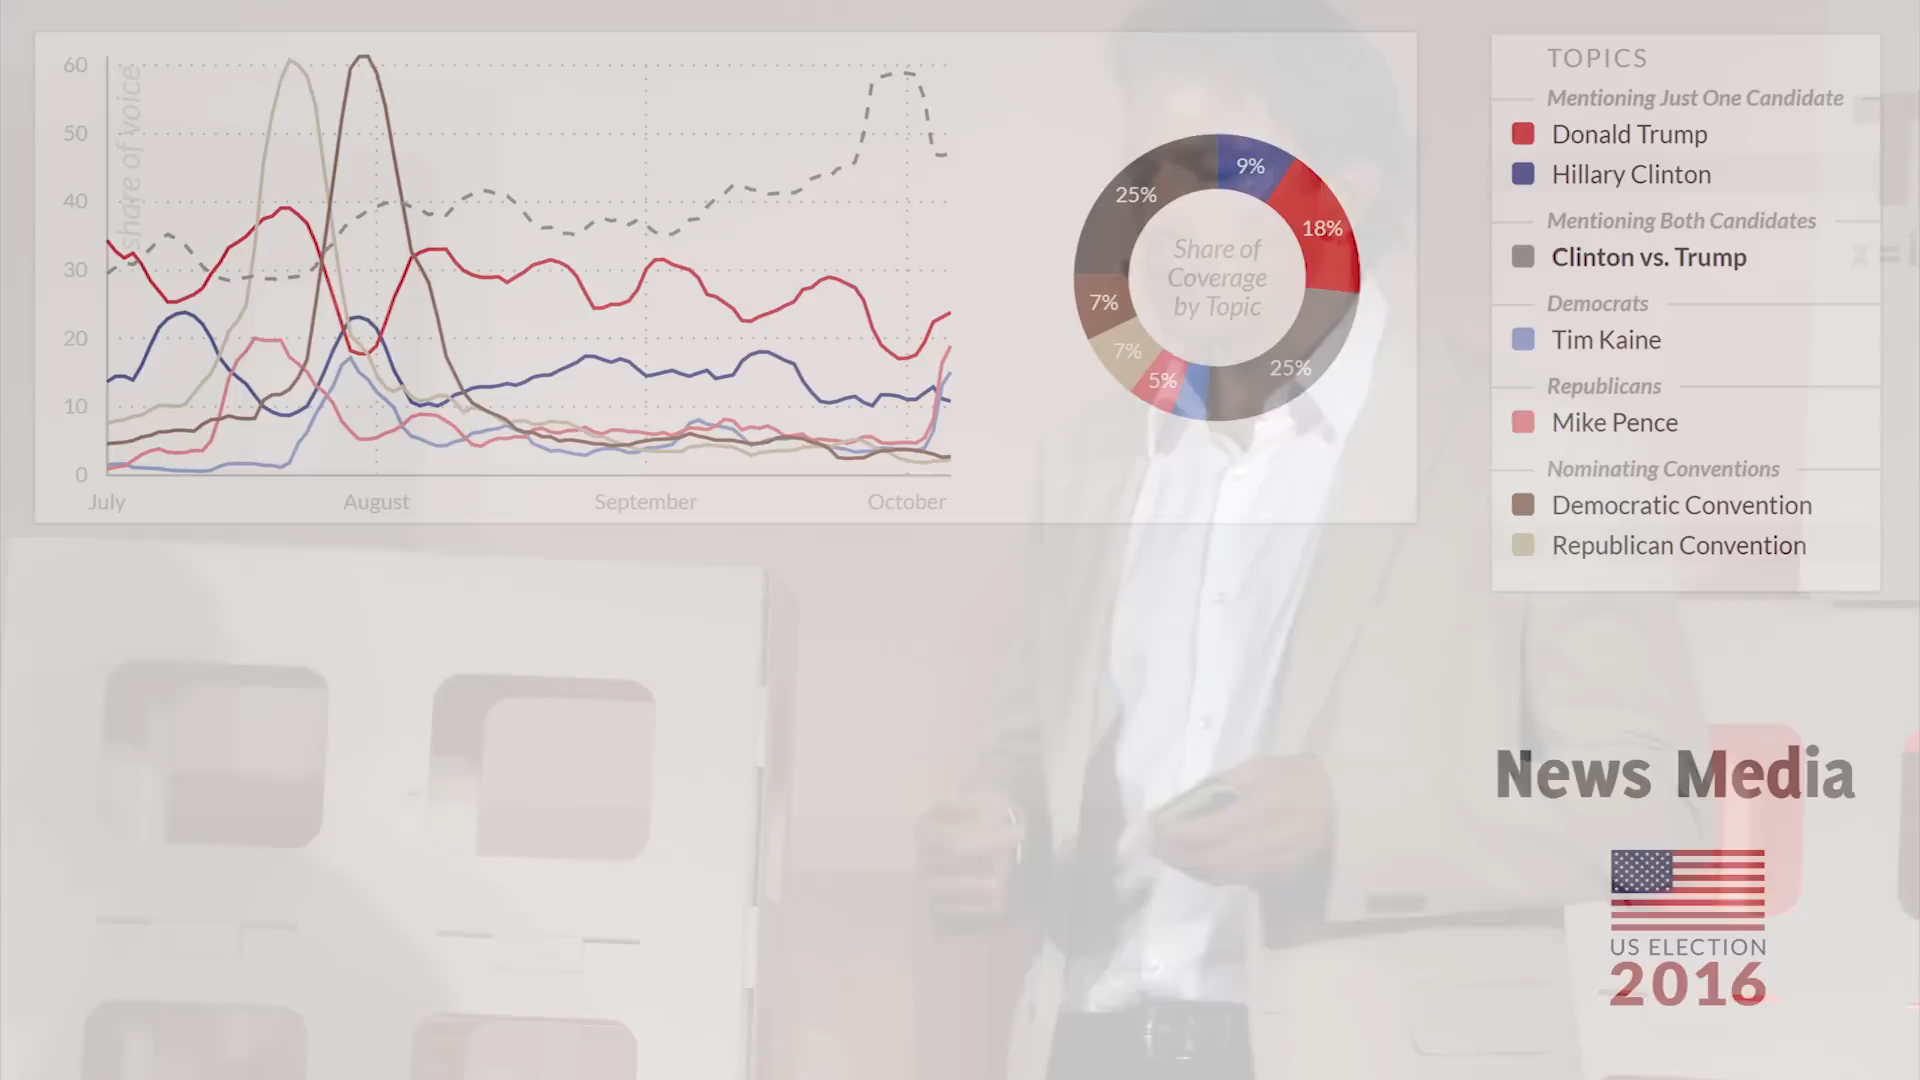 60
50
40
30
20
10
0
share of voice
July
August
September
October
9%
18%
25%
5%
7%
7%
25%
Share of
Coverage
by Topic
TOPICS
Mentioning Just One Candidate
Donald Trump
Hillary Clinton
Mentioning Both Candidates
Clinton vs. Trump
Democrats
Tim Kaine
Republicans
Mike Pence
Nominating Conventions
Democratic Convention
Republican Convention
News Media
US ELECTION
2016